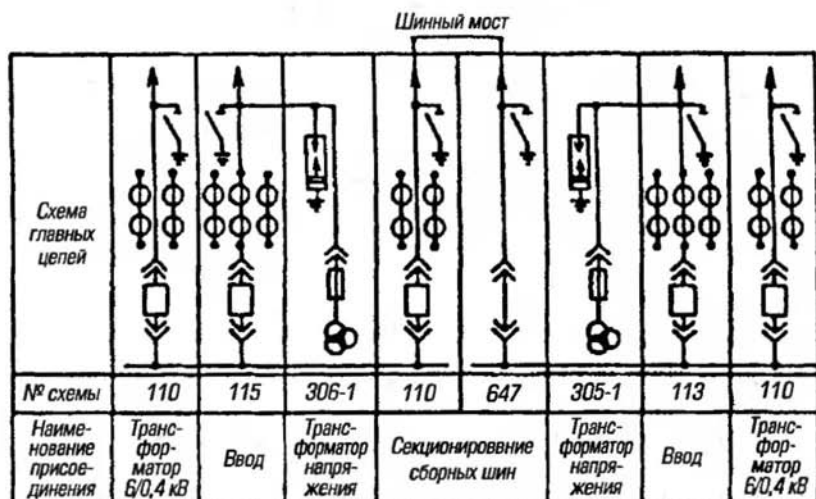 Шинный мост
Схема
главных
цепей
№ схемы 110 115 306-1 110 647 305-1 113 110
Наиме-
нование
присое-
динения
Транс-
фор-
матор
6/0,4 кВ
Ввод
Транс-
форматор
напря-
жения
Секционироввние
сборных шин
Транс-
форматор
напря-
жения
Ввод
Транс-
фор-
матор
6/0,4 кВ